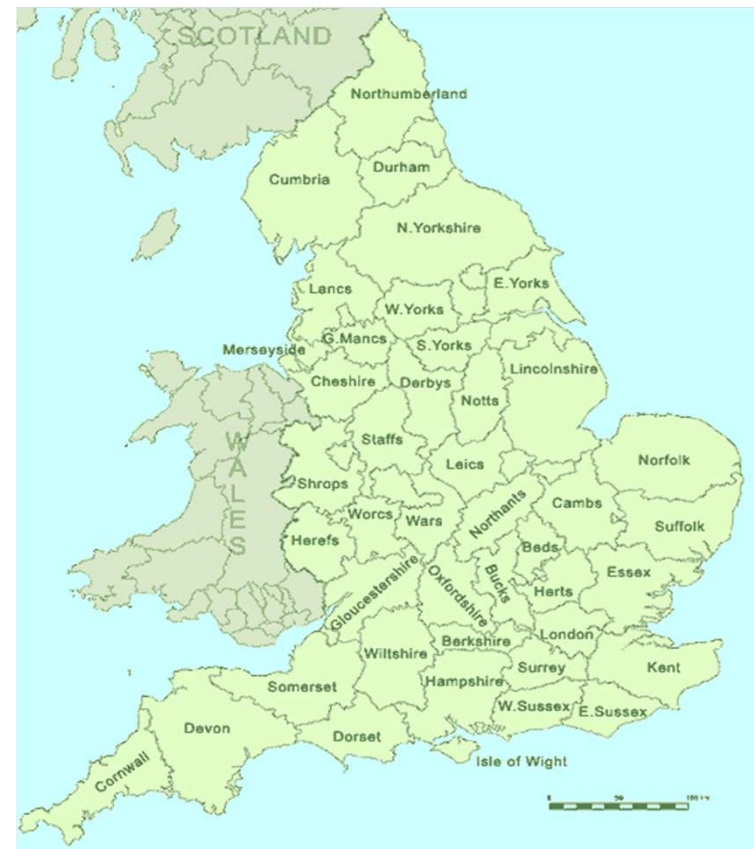 SCOTLAND
Northumberland
Durham
Cumbria
N.Yorkshire
Lancs
E.Yorks
W.Yorks
G.Mancs
S.Yorks
Merseyside
Cheshire
Derbys
Lincolnshire
Notts
WALES
Staffs
Leics
Norfolk
Shrops
Northants
Cambs
Worcs
Wars
Suffolk
Herefs
Beds
Gloucestershire
Oxfordshire
Bucks
Herts
Essex
Berkshire
London
Wiltshire
Hampshire
Surrey
Kent
Somerset
W.Sussex
E.Sussex
Devon
Dorset
Cornwall
Isle of Wight
0